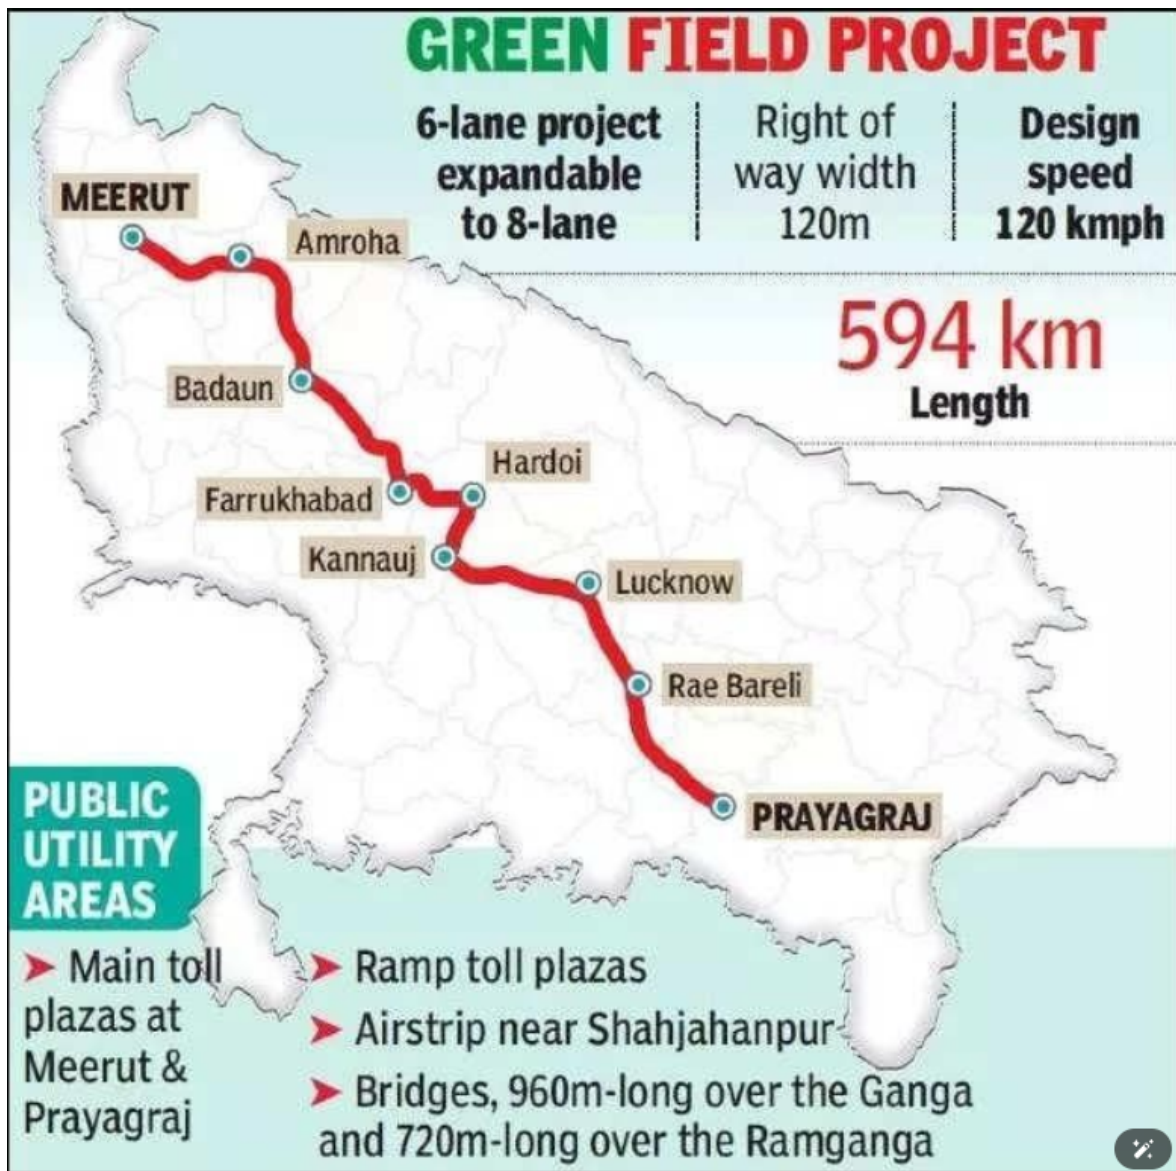 GREEN FIELD PROJECT
6-lane project
expandable
to 8-lane
Right of
way width
120m
Design
speed
120 kmph
594 km
Length
MEERUT
Amroha
Badaun
Hardoi
Farrukhabad
Kannauj
Lucknow
Rae Bareli
PRAYAGRAJ
PUBLIC
UTILITY
AREAS
➤ Main toll
plazas at
Meerut &
Prayagraj
➤ Ramp toll plazas
➤ Airstrip near Shahjahanpur
➤ Bridges, 960m-long over the Ganga
and 720m-long over the Ramganga